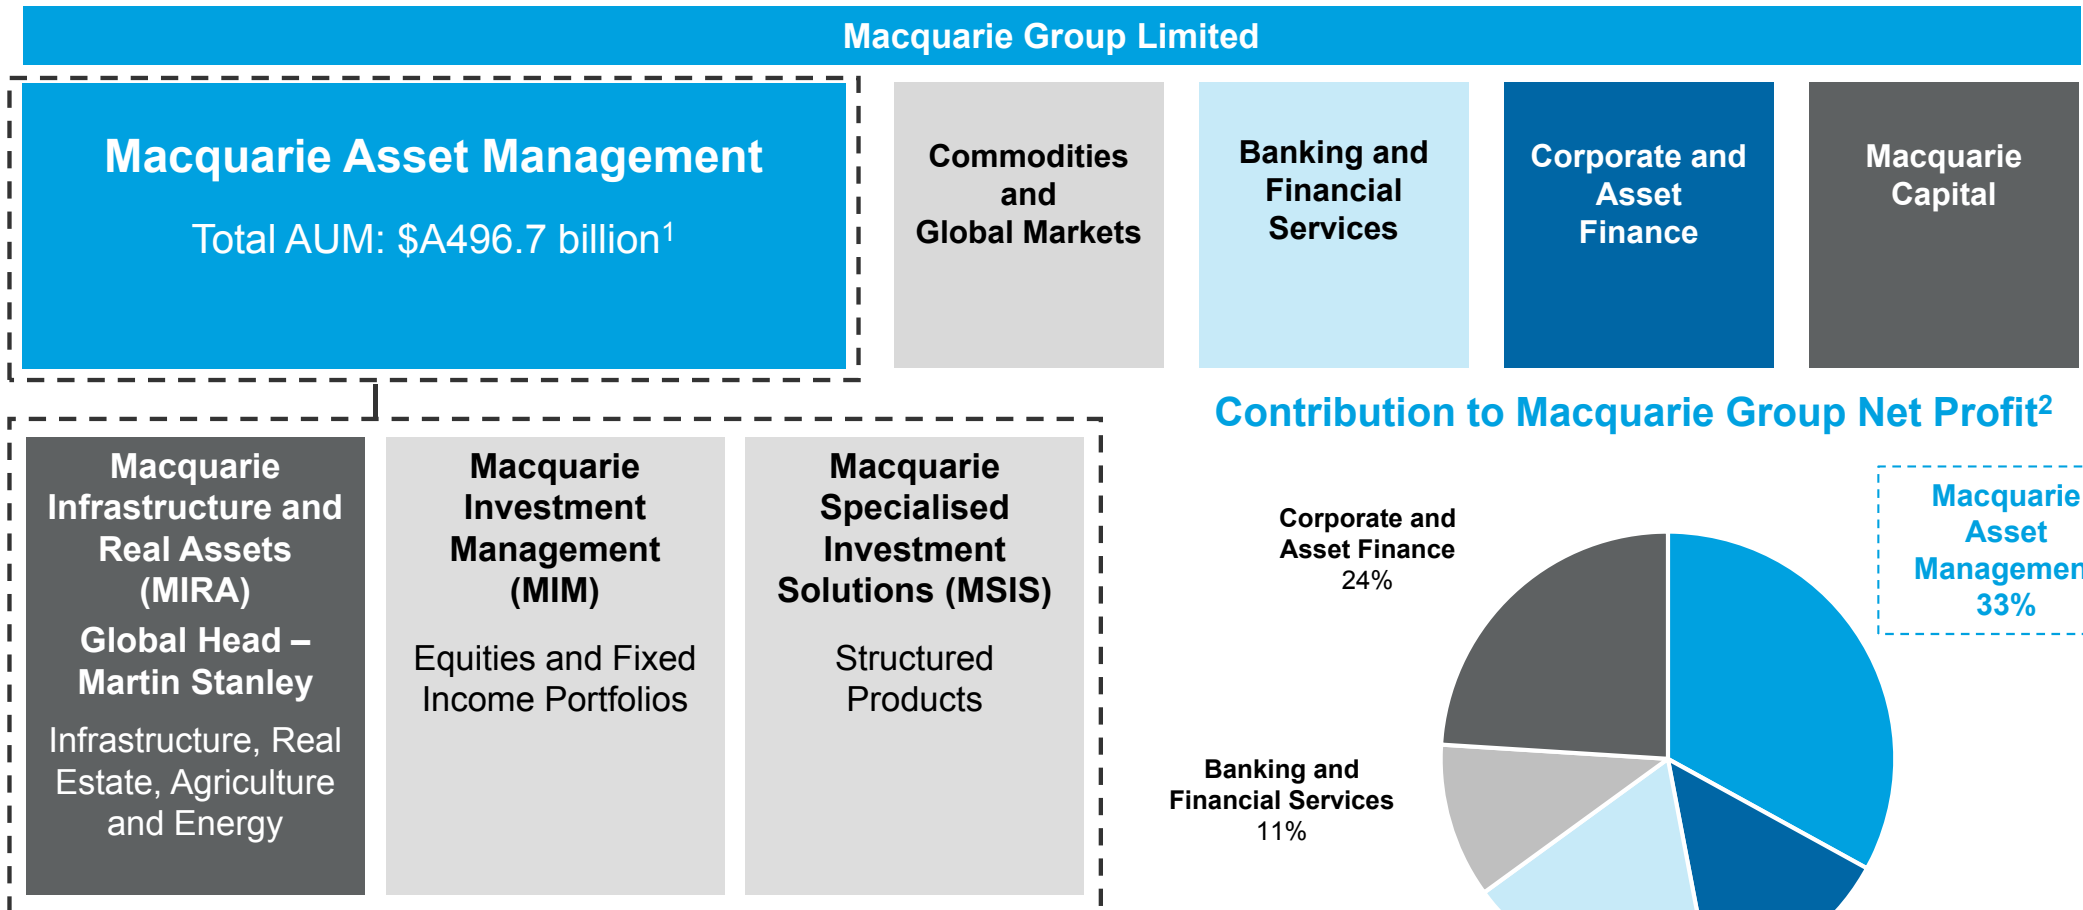 Macquarie Group Limited
Macquarie Asset Management
Total AUM: $A496.7 billion¹
Commodities
and
Global Markets
Banking and
Financial
Services
Corporate and
Asset
Finance
Macquarie
Capital
Macquarie
Infrastructure and
Real Assets
(MIRA)
Global Head –
Martin Stanley
Infrastructure, Real
Estate, Agriculture
and Energy
Macquarie
Investment
Management
(MIM)
Equities and Fixed
Income Portfolios
Macquarie
Specialised
Investment
Solutions (MSIS)
Structured
Products
Contribution to Macquarie Group Net Profit²
Corporate and
Asset Finance
24%
Macquarie
Asset
Managemen
33%
Banking and
Financial Services
11%